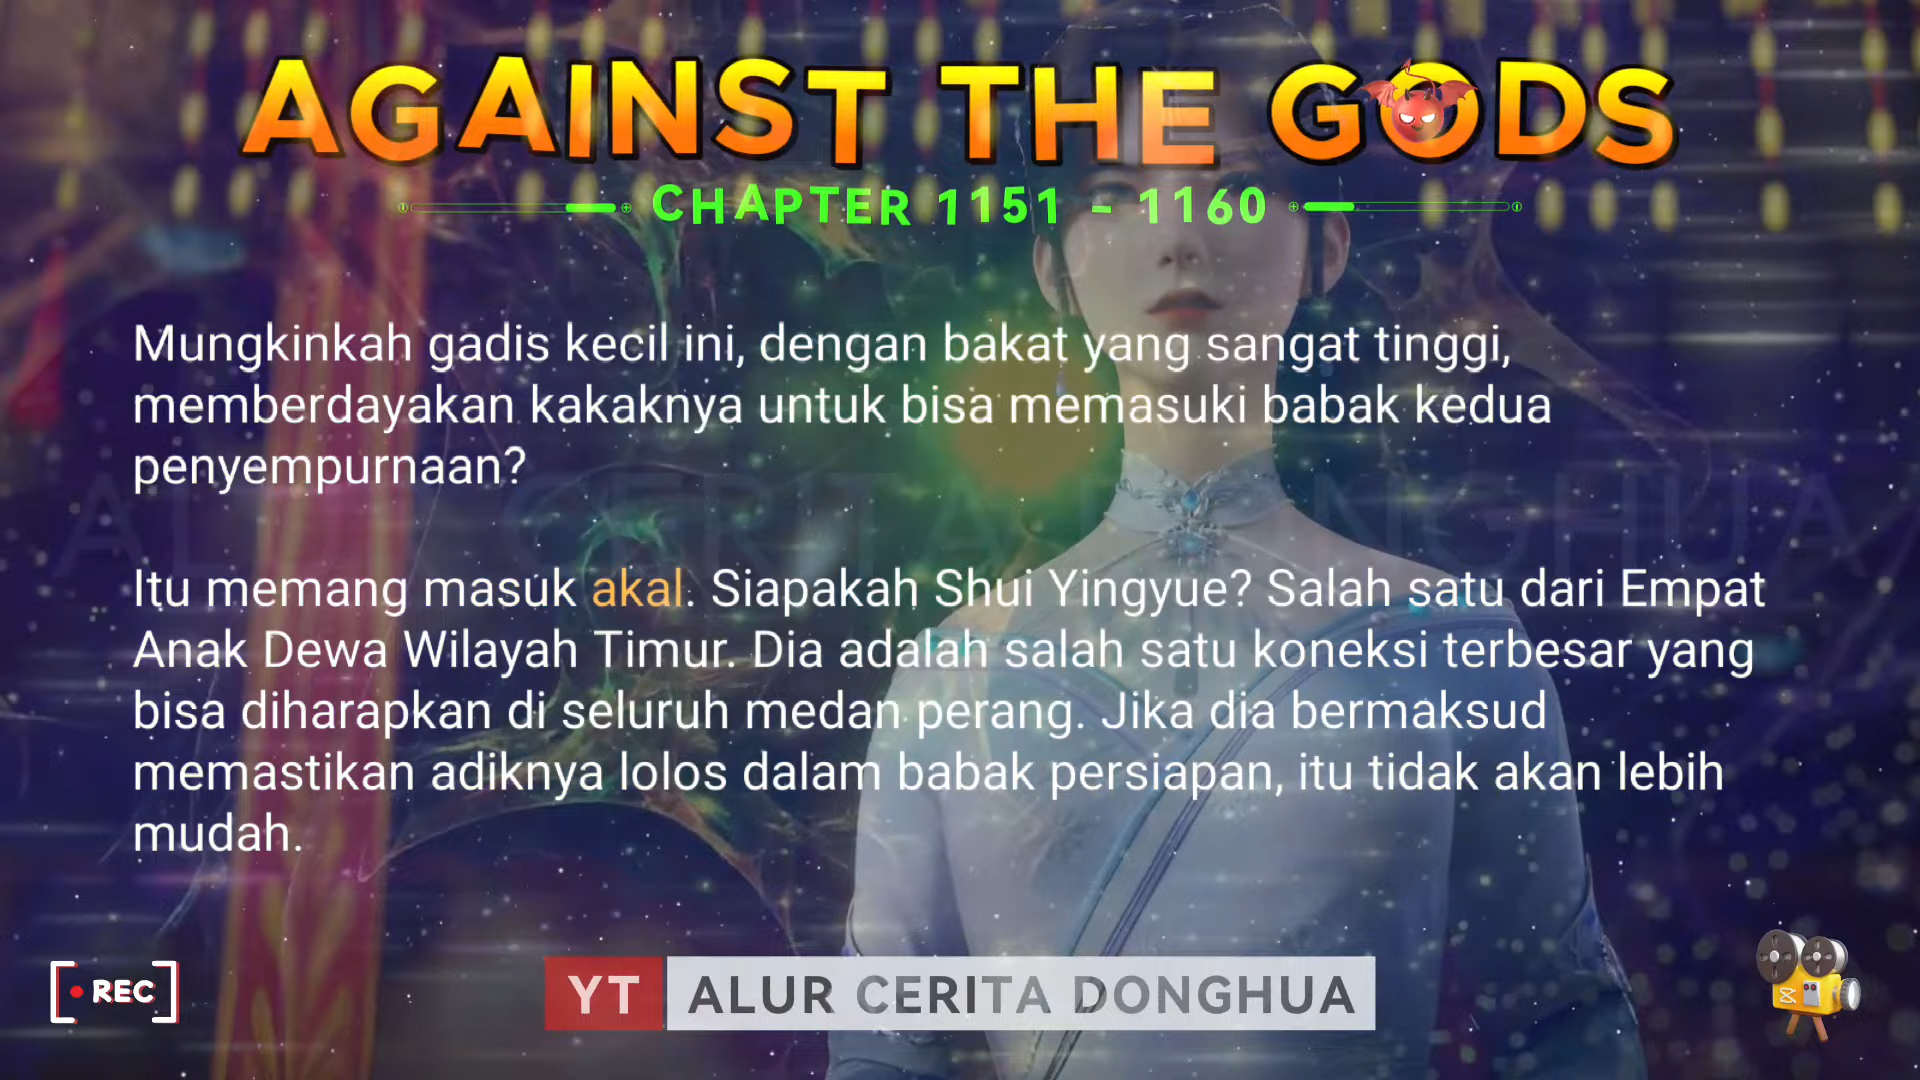 AGAINST THE GODS
CHAPTER 1151 - 1160
Mungkinkah gadis kecil ini, dengan bakat yang sangat tinggi,
memberdayakan kakaknya untuk bisa memasuki babak kedua
penyempurnaan?
Itu memang masuk akal. Siapakah Shui Yingyue? Salah satu dari Empat
Anak Dewa Wilayah Timur. Dia adalah salah satu koneksi terbesar yang
bisa diharapkan di seluruh medan perang. Jika dia bermaksud
memastikan adiknya lolos dalam babak persiapan, itu tidak akan lebih
mudah.
ALUR CERITA DONGHUA
REC
YT ALUR CERITA DONGHUA